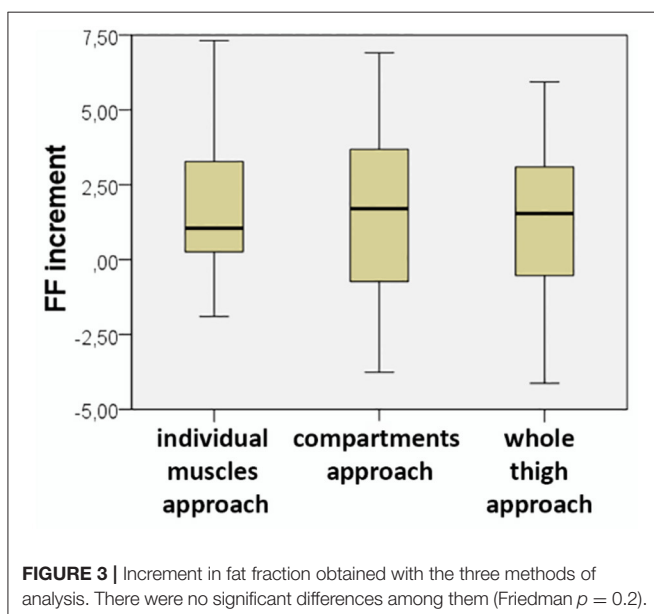 7,50
5,00
2,50
,00
-2,50
-5,00
FF increment
individual muscles approach
compartments approach
whole thigh approach
FIGURE 3 | Increment in fat fraction obtained with the three methods of
analysis. There were no significant differences among them (Friedman p = 0.2).